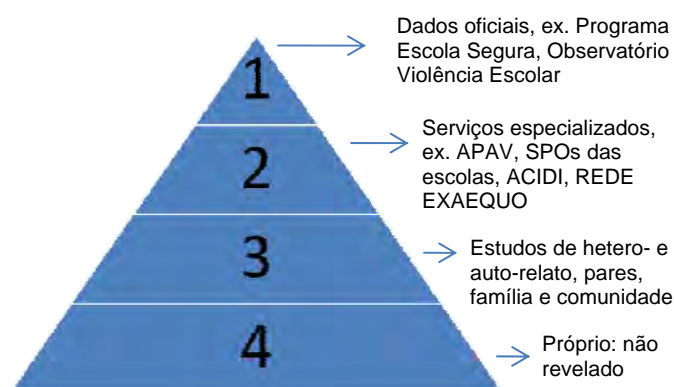 Dados oficiais, ex. Programa
Escola Segura, Observatório
Violência Escolar
1
Serviços especializados,
ex. APAV, SPOs das
escolas, ACIDI, REDE
EXAEQUO
2
Estudos de hetero- e
auto-relato, pares,
família e comunidade
3
Próprio: não
revelado
4